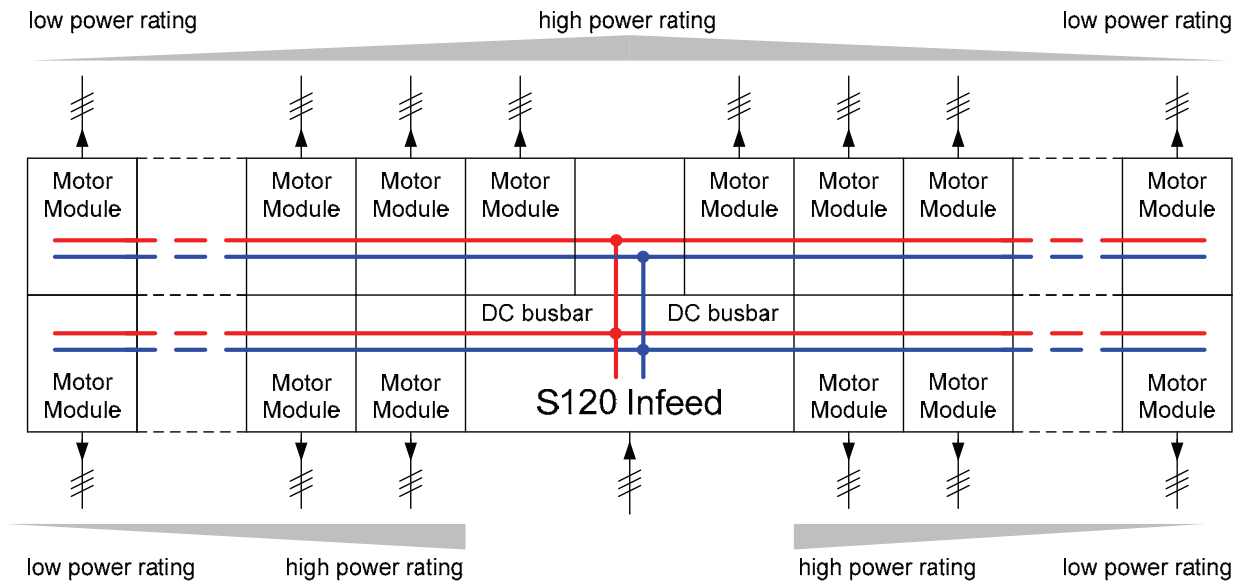 low power rating high power rating low power rating
Motor Motor Motor Motor Motor Motor Motor Motor
Module Module Module Module Module Module Module Module
DC busbar DC busbar
Motor Motor Motor Motor Motor Motor
Module Module Module S120 Infeed Module Module Module
low power rating high power rating high power rating low power rating